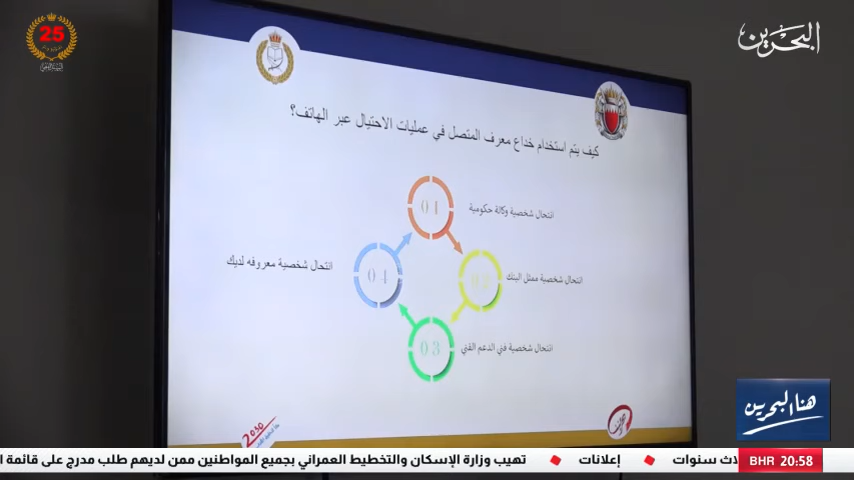 25
البحرين
كيف يتم استخدام خداع معرف المتصل في عمليات الاحتيال عبر الهاتف؟
01
انتحال شخصية وكالة حكومية
انتحال شخصية ممثل البنك
04
انتحال شخصية معروفه لديك
03
انتحال شخصية فني الدعم الفني
2030
هنا البحرين
لاث سنوات
إعلانات
تهيب وزارة الإسكان والتخطيط العمراني بجميع المواطنين ممن لديهم طلب مدرج على قائمة ا
BHR 20:58